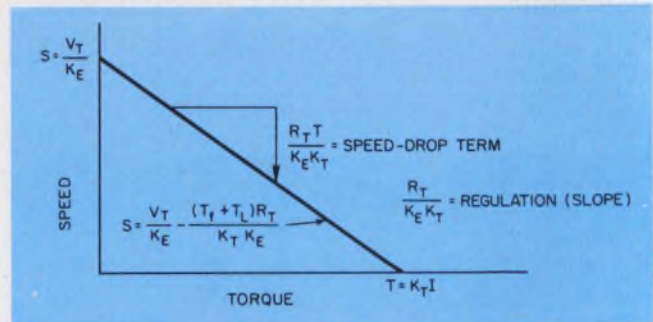 S = V_T / K_E
R_T T / K_E K_T = SPEED-DROP TERM
R_T / K_E K_T = REGULATION (SLOPE)
S = V_T / K_E - (T_f + T_L)R_T / K_T K_E
SPEED
T = K_T I
TORQUE